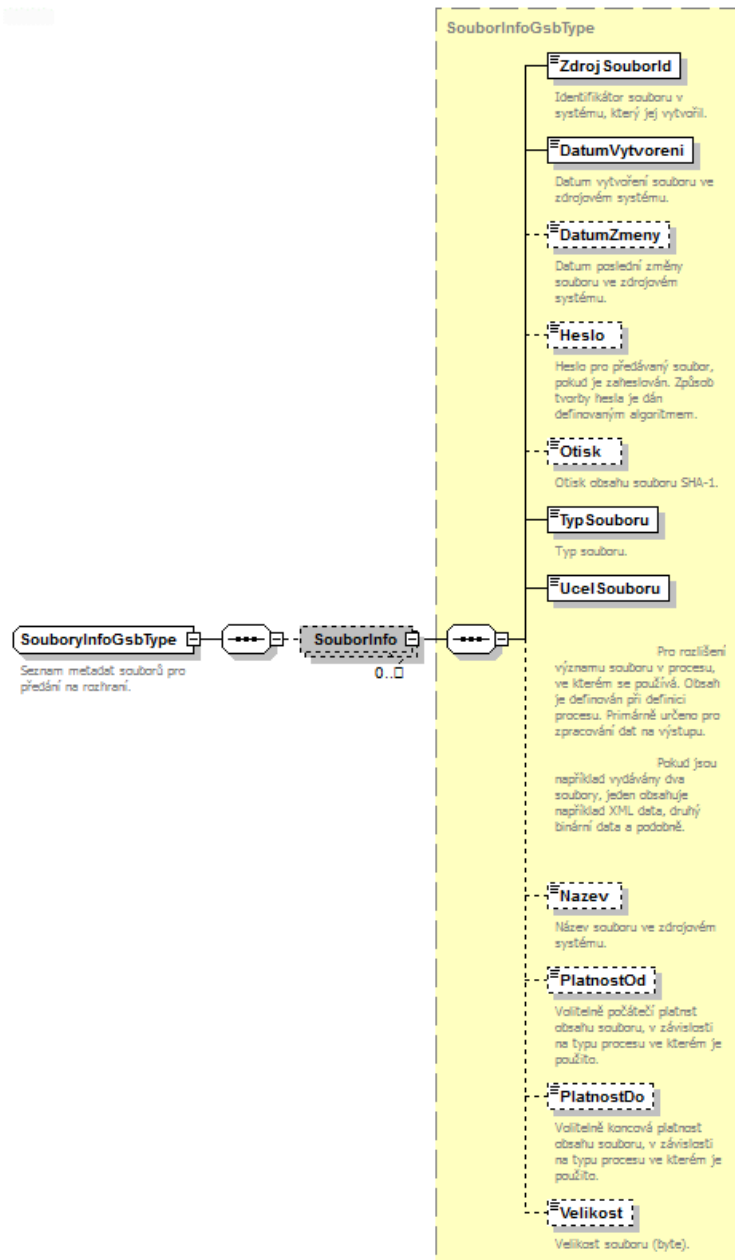 SouborInfoGsbType
ZdrojSouborId
Identifikátor souboru v
systému, který jej vytvořil.
DatumVytvoreni
Datum vytvoření souboru ve
zdrojovém systému.
DatumZmeny
Datum poslední změny
souboru ve zdrojovém
systému.
Heslo
Heslo pro předávaný soubor,
pokud je zaheslován. Způsob
tvorby hesla je dán
definovaným algoritmem.
Otisk
Otisk obsahu souboru SHA-1.
TypSouboru
Typ souboru.
UcelSouboru
Pro rozlišení
významu souboru v procesu,
ve kterém se používá. Obsah
je definován při definici
procesu. Primárně určeno pro
zpracování dat na výstupu.
Pokud jsou
například vydávány dva
soubory, jeden obsahuje
například XML data, druhý
binární data a podobně.
SouboryInfoGsbType
Seznam metadat souborů pro
předání na rozhraní.
SouborInfo
0..□
Nazev
Název souboru ve zdrojovém
systému.
PlatnostOd
Volitelně počátečí platnst
obsahu souboru, v závislosti
na typu procesu ve kterém je
použito.
PlatnostDo
Volitelně koncová platnost
obsahu souboru, v závislosti
na typu procesu ve kterém je
použito.
Velikost
Velikost souboru (byte).